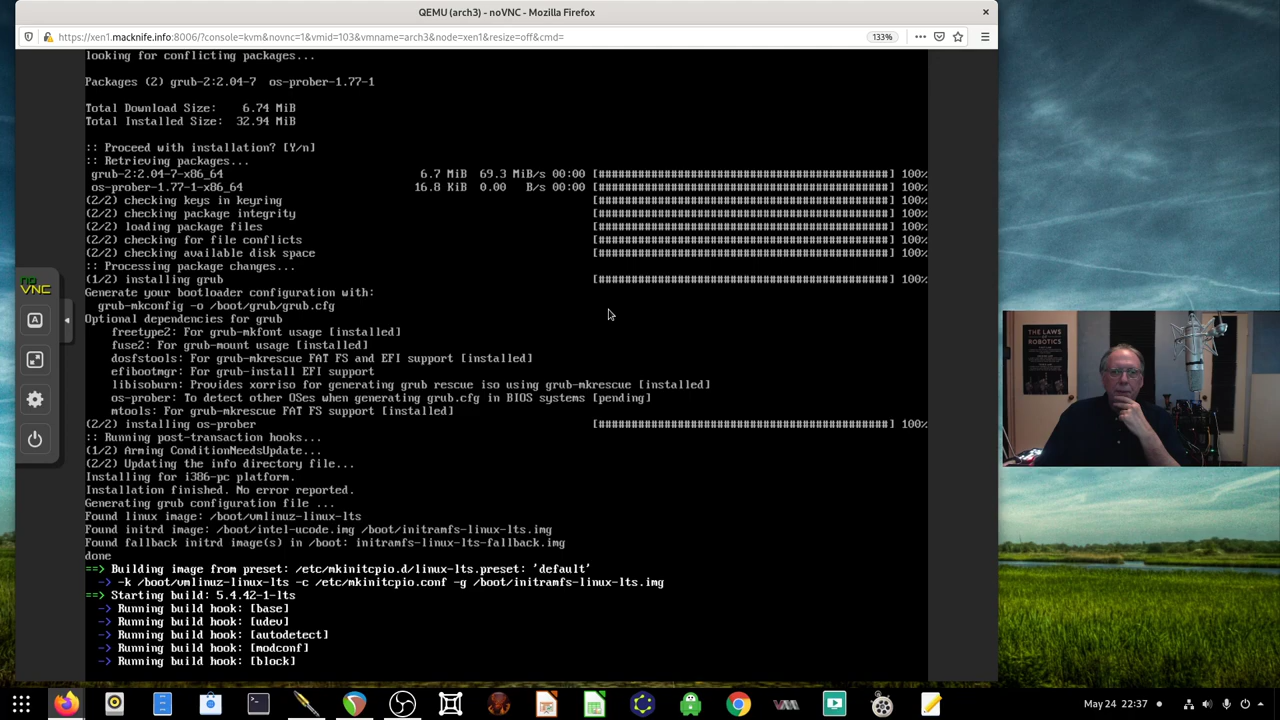 QEMU (arch3) - noVNC - Mozilla Firefox
https://xen1.macknife.info:8006/?console=kvm&novnc=1&vmid=103&vmname=arch3&node=xen1&resize=off&cmd=
133%
looking for conflicting packages...
Packages (2) grub-2:2.04-7  os-prober-1.77-1
Total Download Size:    6.74 MiB
Total Installed Size:  32.94 MiB
:: Proceed with installation? [Y/n]
:: Retrieving packages...
grub-2:2.04-7-x86_64 6.7 MiB 69.3 MiB/s 00:00 [############################################] 100%
os-prober-1.77-1-x86_64 16.8 KiB 0.00 B/s 00:00 [############################################] 100%
(2/2) checking keys in keyring [############################################] 100%
(2/2) checking package integrity [############################################] 100%
(2/2) loading package files [############################################] 100%
(2/2) checking for file conflicts [############################################] 100%
(2/2) checking available disk space [############################################] 100%
:: Processing package changes...
(1/2) installing grub [############################################] 100%
Generate your bootloader configuration with:
grub-mkconfig -o /boot/grub/grub.cfg
Optional dependencies for grub
freetype2: For grub-mkfont usage [installed]
fuse2: For grub-mount usage [installed]
dosfstools: For grub-mkrescue FAT FS and EFI support [installed]
efibootmgr: For grub-install EFI support
libisoburn: Provides xorriso for generating grub rescue iso using grub-mkrescue [installed]
os-prober: To detect other OSes when generating grub.cfg in BIOS systems [pending]
mtools: For grub-mkrescue FAT FS support [installed]
(2/2) installing os-prober [############################################] 100%
:: Running post-transaction hooks...
(1/2) Arming ConditionNeedsUpdate...
(2/2) Updating the info directory file...
Installing for i386-pc platform.
Installation finished. No error reported.
Generating grub configuration file ...
Found linux image: /boot/vmlinuz-linux-lts
Found initrd image: /boot/intel-ucode.img /boot/initramfs-linux-lts.img
Found fallback initrd image(s) in /boot: initramfs-linux-lts-fallback.img
done
==> Building image from preset: /etc/mkinitcpio.d/linux-lts.preset: 'default'
-> -k /boot/vmlinuz-linux-lts -c /etc/mkinitcpio.conf -g /boot/initramfs-linux-lts.img
==> Starting build: 5.4.42-1-lts
-> Running build hook: [base]
-> Running build hook: [udev]
-> Running build hook: [autodetect]
-> Running build hook: [modconf]
-> Running build hook: [block]
no
VNC
A
THE LAWS
OF
ROBOTICS
May 24 22:37